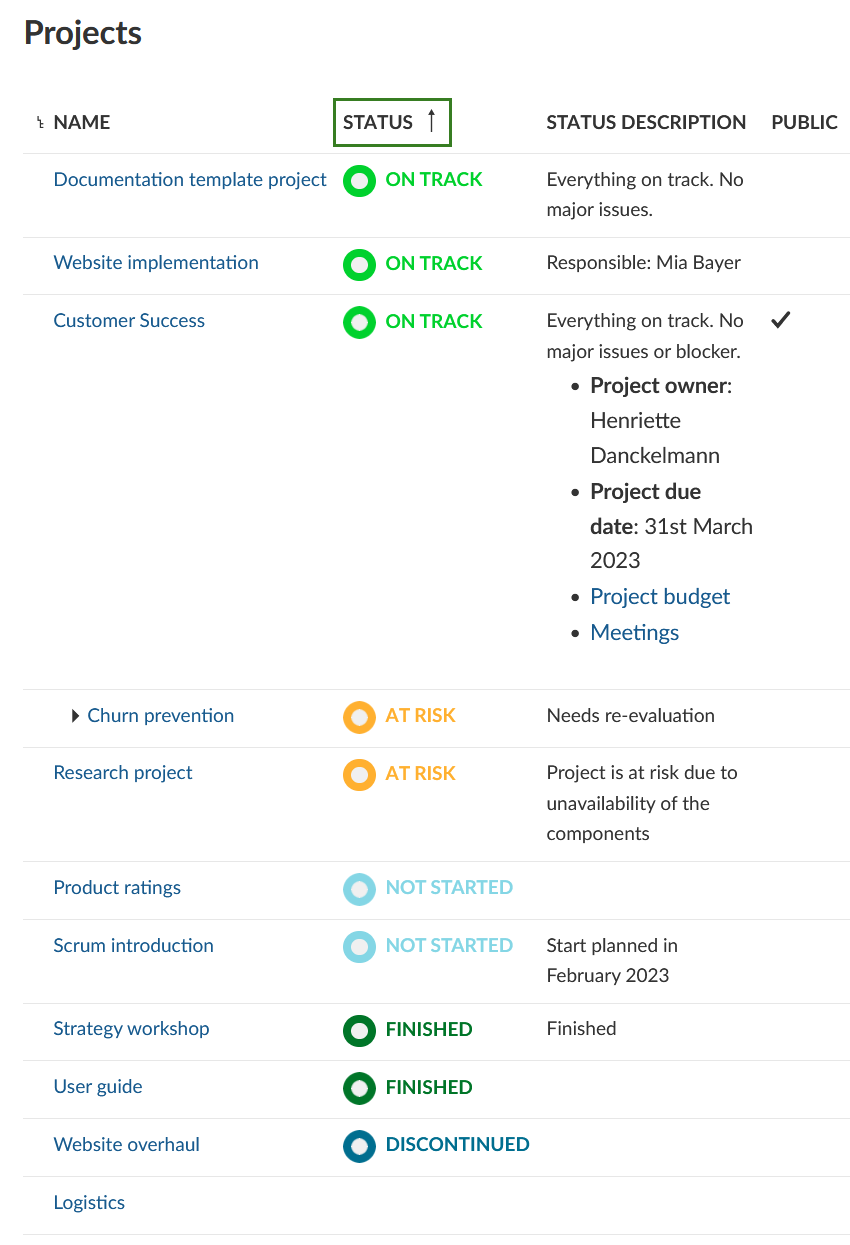 Projects
NAME STATUS STATUS DESCRIPTION PUBLIC
Documentation template project ON TRACK Everything on track. No
major issues.
Website implementation ON TRACK Responsible: Mia Bayer
Customer Success ON TRACK Everything on track. No
major issues or blocker.
• Project owner:
Henriette
Danckelmann
• Project due
date: 31st March
2023
• Project budget
• Meetings
Churn prevention AT RISK Needs re-evaluation
Research project AT RISK Project is at risk due to
unavailability of the
components
Product ratings NOT STARTED
Scrum introduction NOT STARTED Start planned in
February 2023
Strategy workshop FINISHED Finished
User guide FINISHED
Website overhaul DISCONTINUED
Logistics